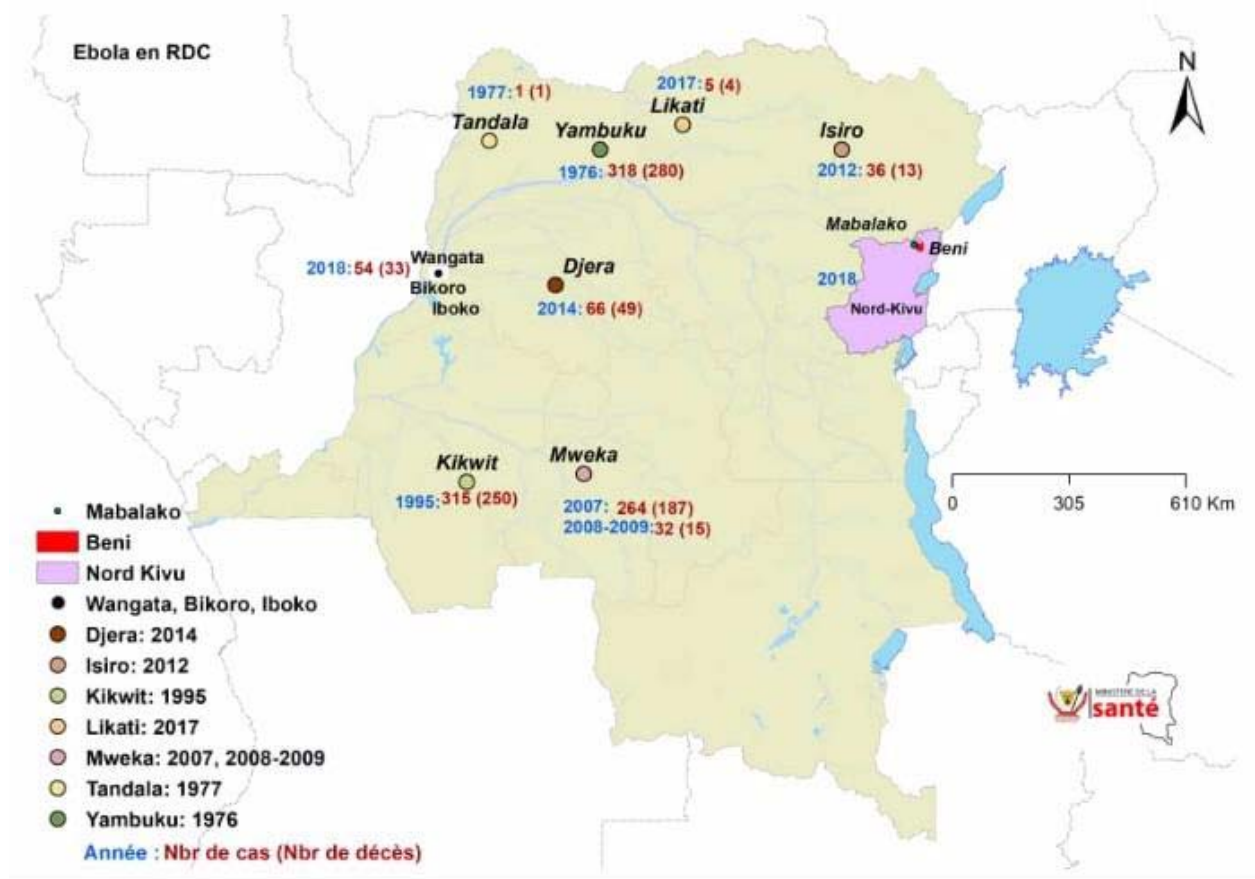 Ebola en RDC
N
1977: 1 (1)
Tandala
2017: 5 (4)
Likati
Yambuku
1976: 318 (280)
Isiro
2012: 36 (13)
Mabalako
Beni
2018
Nord-Kivu
2018: 54 (33)
Wangata
Bikoro
Iboko
Djera
2014: 66 (49)
Kikwit
1995: 315 (250)
Mweka
2007: 264 (187)
2008-2009: 32 (15)
0 305 610 Km
Mabalako
Beni
Nord Kivu
Wangata, Bikoro, Iboko
Djera: 2014
Isiro: 2012
Kikwit: 1995
Likati: 2017
Mweka: 2007, 2008-2009
Tandala: 1977
Yambuku: 1976
Année : Nbr de cas (Nbr de décès)
MINISTERE DE LA
santé